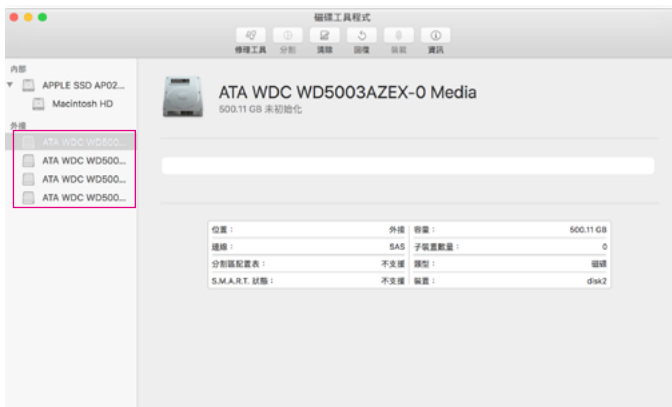 磁碟工具程式
修理工具 分割 清除 回復 裝載 資訊
內部
APPLE SSD AP02...
Macintosh HD
外接
ATA WDC WD500...
ATA WDC WD500...
ATA WDC WD500...
ATA WDC WD500...
ATA WDC WD5003AZEX-0 Media
500.11 GB 未初始化
位置： 外接 容量： 500.11 GB
連線： SAS 子裝置數量： 0
分割區配置表： 不支援 類型： 磁碟
S.M.A.R.T. 狀態： 不支援 裝置： disk2